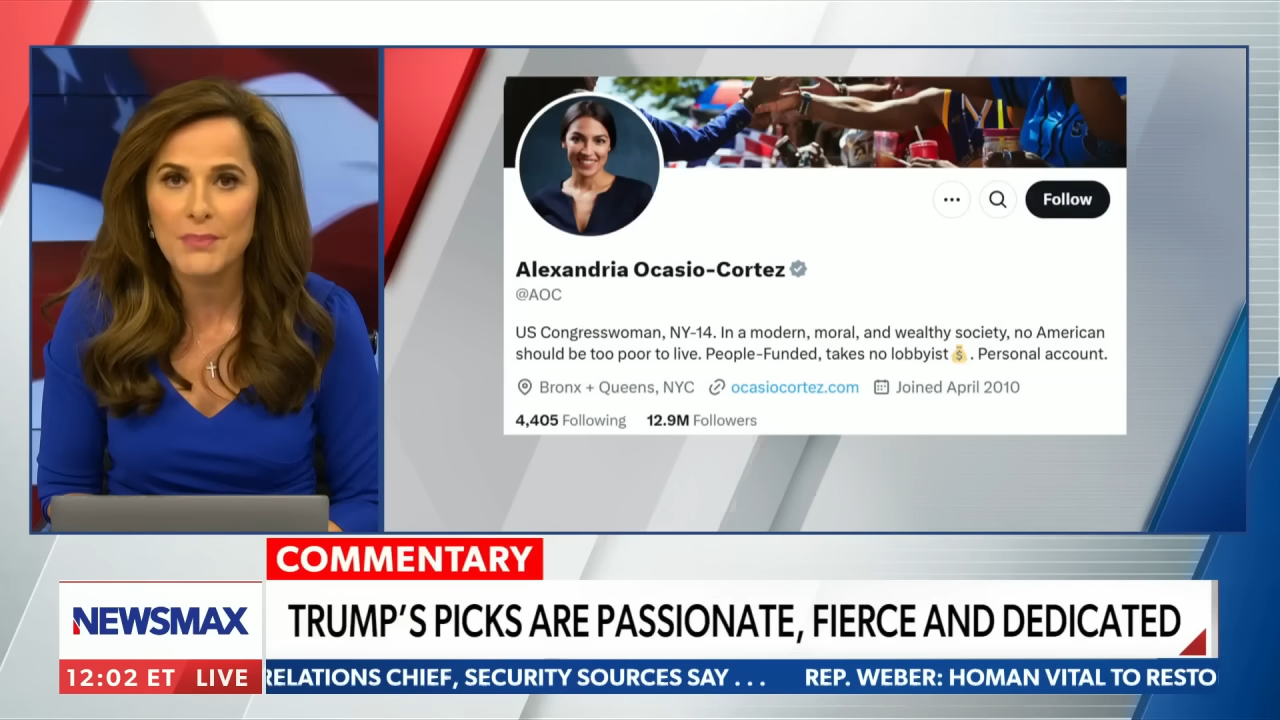 Follow
Alexandria Ocasio-Cortez
@AOC
US Congresswoman, NY-14. In a modern, moral, and wealthy society, no American
should be too poor to live. People-Funded, takes no lobbyist 💰. Personal account.
Bronx + Queens, NYC ocasiocortez.com Joined April 2010
4,405 Following 12.9M Followers
COMMENTARY
NEWSMAX
TRUMP'S PICKS ARE PASSIONATE, FIERCE AND DEDICATED
12:02 ET LIVE
RELATIONS CHIEF, SECURITY SOURCES SAY . . . REP. WEBER: HOMAN VITAL TO RESTO